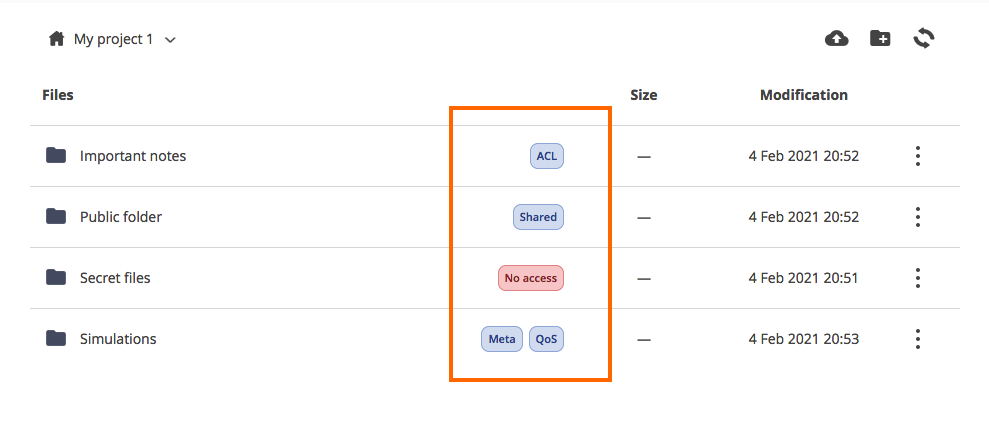 My project 1
Files Size Modification
Important notes ACL — 4 Feb 2021 20:52
Public folder Shared — 4 Feb 2021 20:52
Secret files No access — 4 Feb 2021 20:51
Simulations Meta QoS — 4 Feb 2021 20:53